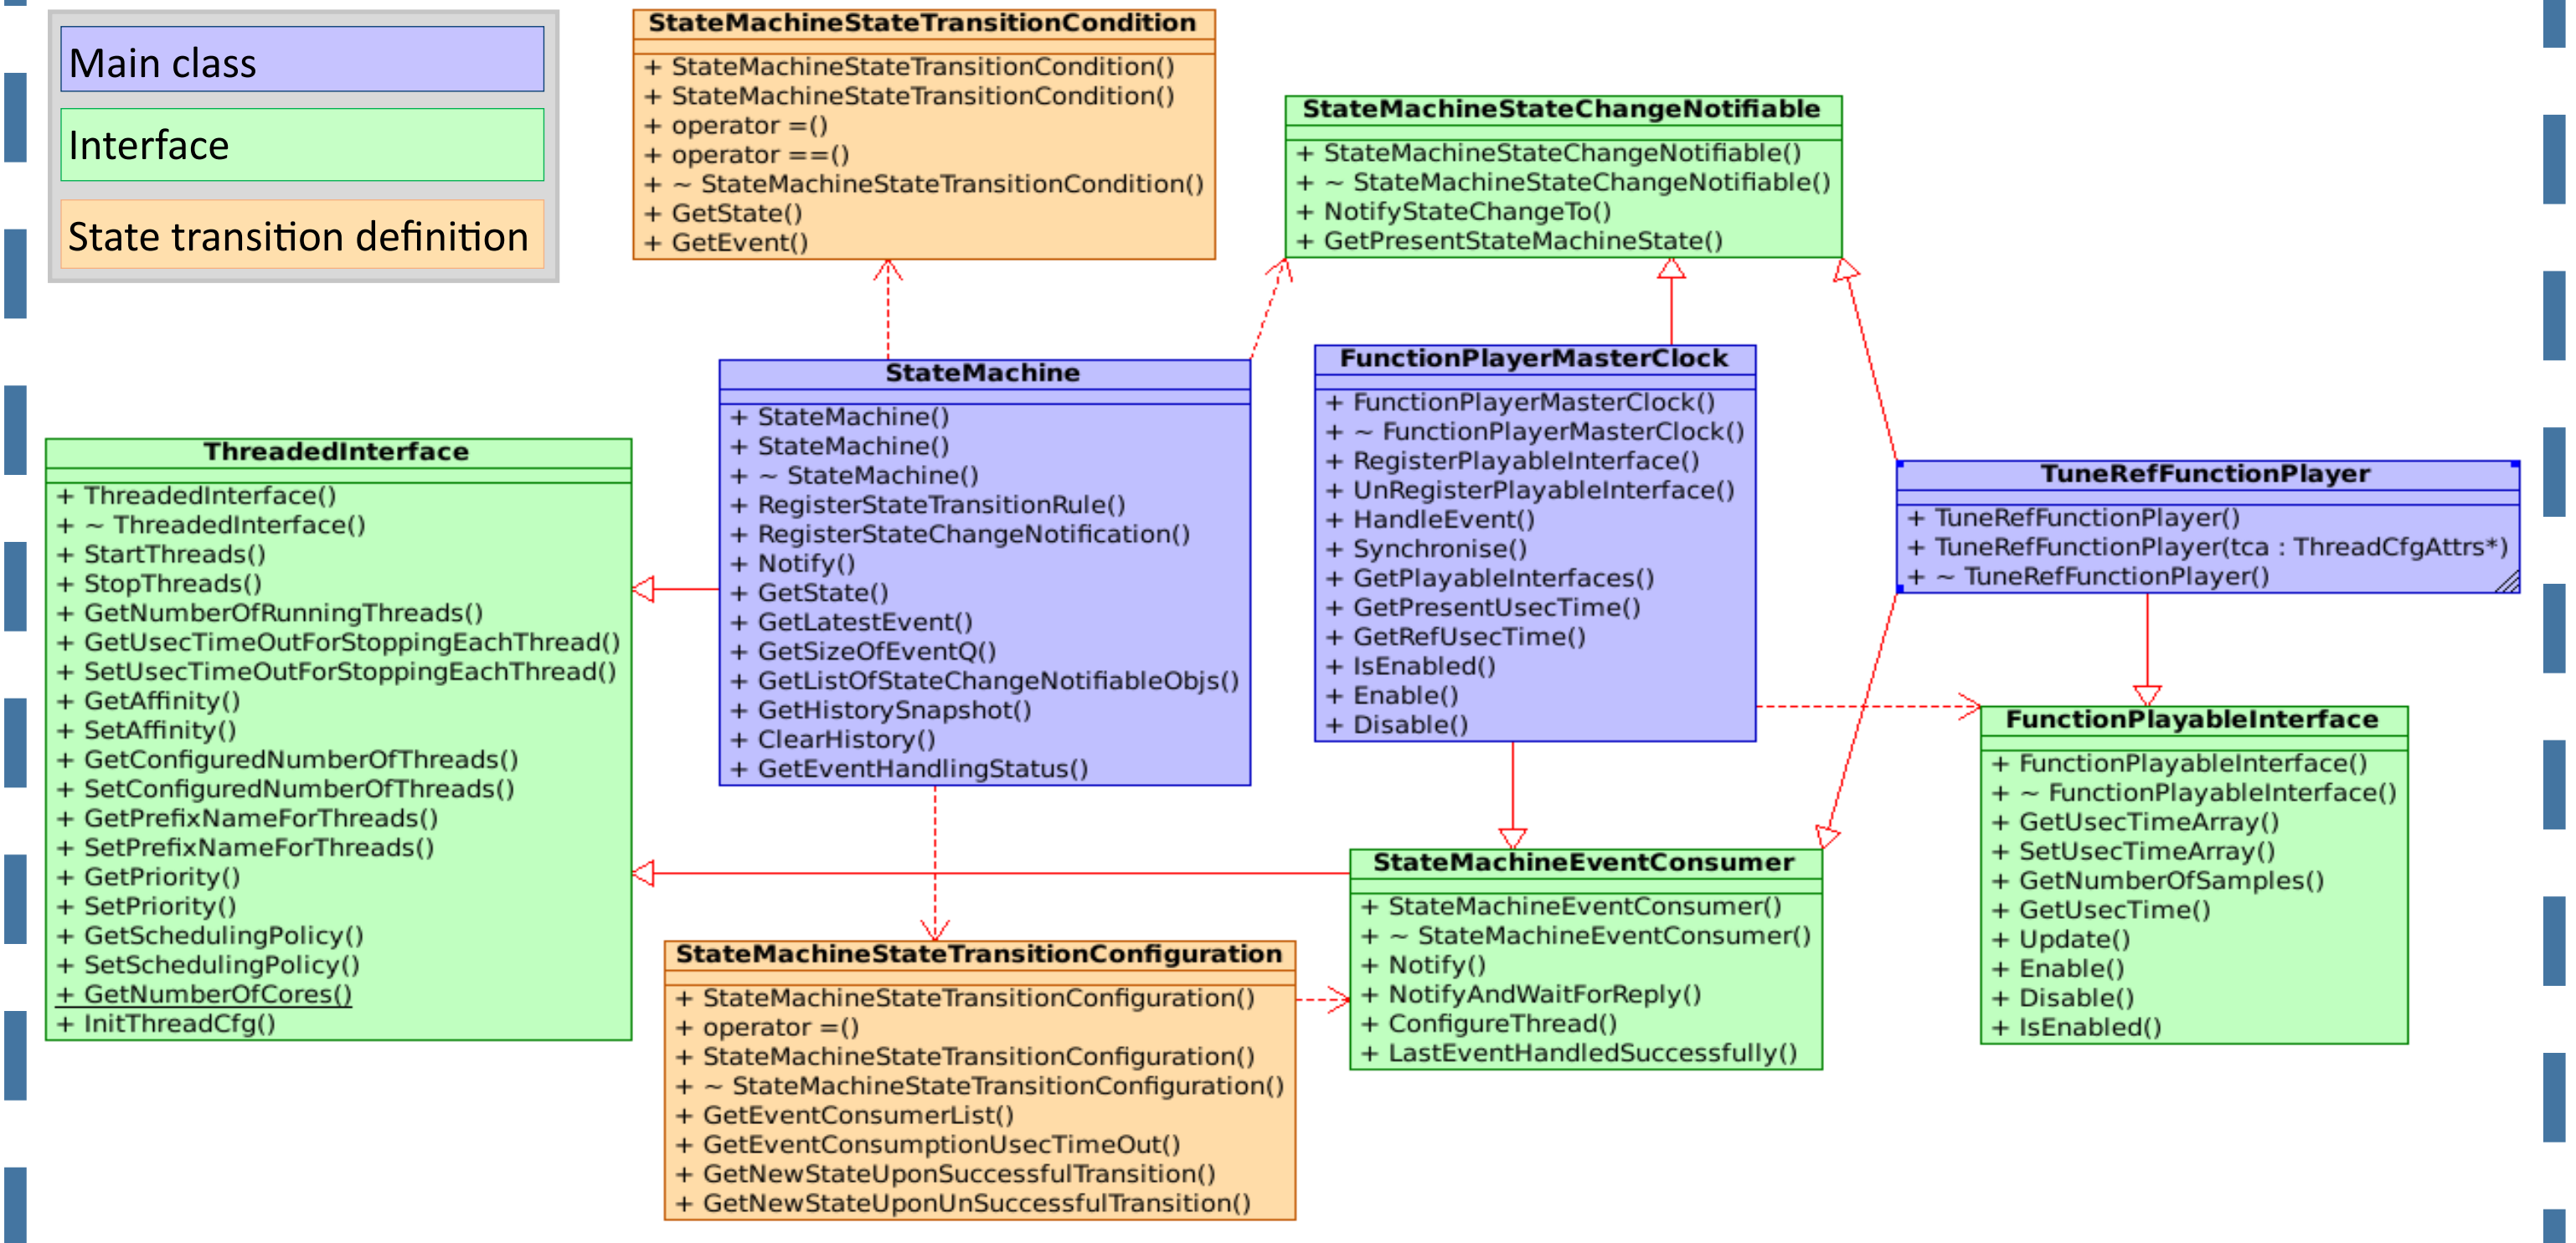 Main class
Interface
State transition definition
StateMachineStateTransitionCondition
+ StateMachineStateTransitionCondition()
+ StateMachineStateTransitionCondition()
+ operator =()
+ operator ==()
+ ~ StateMachineStateTransitionCondition()
+ GetState()
+ GetEvent()
StateMachineStateChangeNotifiable
+ StateMachineStateChangeNotifiable()
+ ~ StateMachineStateChangeNotifiable()
+ NotifyStateChangeTo()
+ GetPresentStateMachineState()
ThreadedInterface
+ ThreadedInterface()
+ ~ ThreadedInterface()
+ StartThreads()
+ StopThreads()
+ GetNumberOfRunningThreads()
+ GetUsecTimeOutForStoppingEachThread()
+ SetUsecTimeOutForStoppingEachThread()
+ GetAffinity()
+ SetAffinity()
+ GetConfiguredNumberOfThreads()
+ SetConfiguredNumberOfThreads()
+ GetPrefixNameForThreads()
+ SetPrefixNameForThreads()
+ GetPriority()
+ SetPriority()
+ GetSchedulingPolicy()
+ SetSchedulingPolicy()
+ GetNumberOfCores()
+ InitThreadCfg()
StateMachine
+ StateMachine()
+ StateMachine()
+ ~ StateMachine()
+ RegisterStateTransitionRule()
+ RegisterStateChangeNotification()
+ Notify()
+ GetState()
+ GetLatestEvent()
+ GetSizeOfEventQ()
+ GetListOfStateChangeNotifiableObjs()
+ GetHistorySnapshot()
+ ClearHistory()
+ GetEventHandlingStatus()
FunctionPlayerMasterClock
+ FunctionPlayerMasterClock()
+ ~ FunctionPlayerMasterClock()
+ RegisterPlayableInterface()
+ UnRegisterPlayableInterface()
+ HandleEvent()
+ Synchronise()
+ GetPlayableInterfaces()
+ GetPresentUsecTime()
+ GetRefUsecTime()
+ IsEnabled()
+ Enable()
+ Disable()
TuneRefFunctionPlayer
+ TuneRefFunctionPlayer()
+ TuneRefFunctionPlayer(tca : ThreadCfgAttrs*)
+ ~ TuneRefFunctionPlayer()
FunctionPlayableInterface
+ FunctionPlayableInterface()
+ ~ FunctionPlayableInterface()
+ GetUsecTimeArray()
+ SetUsecTimeArray()
+ GetNumberOfSamples()
+ GetUsecTime()
+ Update()
+ Enable()
+ Disable()
+ IsEnabled()
StateMachineEventConsumer
+ StateMachineEventConsumer()
+ ~ StateMachineEventConsumer()
+ Notify()
+ NotifyAndWaitForReply()
+ ConfigureThread()
+ LastEventHandledSuccessfully()
StateMachineStateTransitionConfiguration
+ StateMachineStateTransitionConfiguration()
+ operator =()
+ StateMachineStateTransitionConfiguration()
+ ~ StateMachineStateTransitionConfiguration()
+ GetEventConsumerList()
+ GetEventConsumptionUsecTimeOut()
+ GetNewStateUponSuccessfulTransition()
+ GetNewStateUponUnSuccessfulTransition()